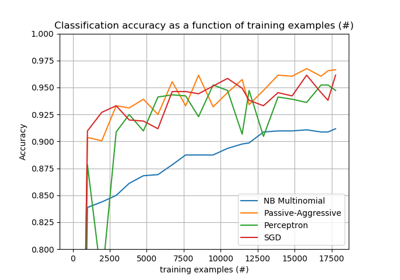 Classification accuracy as a function of training examples (#)
1.000
0.975
0.950
0.925
0.900
0.875
0.850
0.825
0.800
Accuracy
NB Multinomial
Passive-Aggressive
Perceptron
SGD
0 2500 5000 7500 10000 12500 15000 17500
training examples (#)